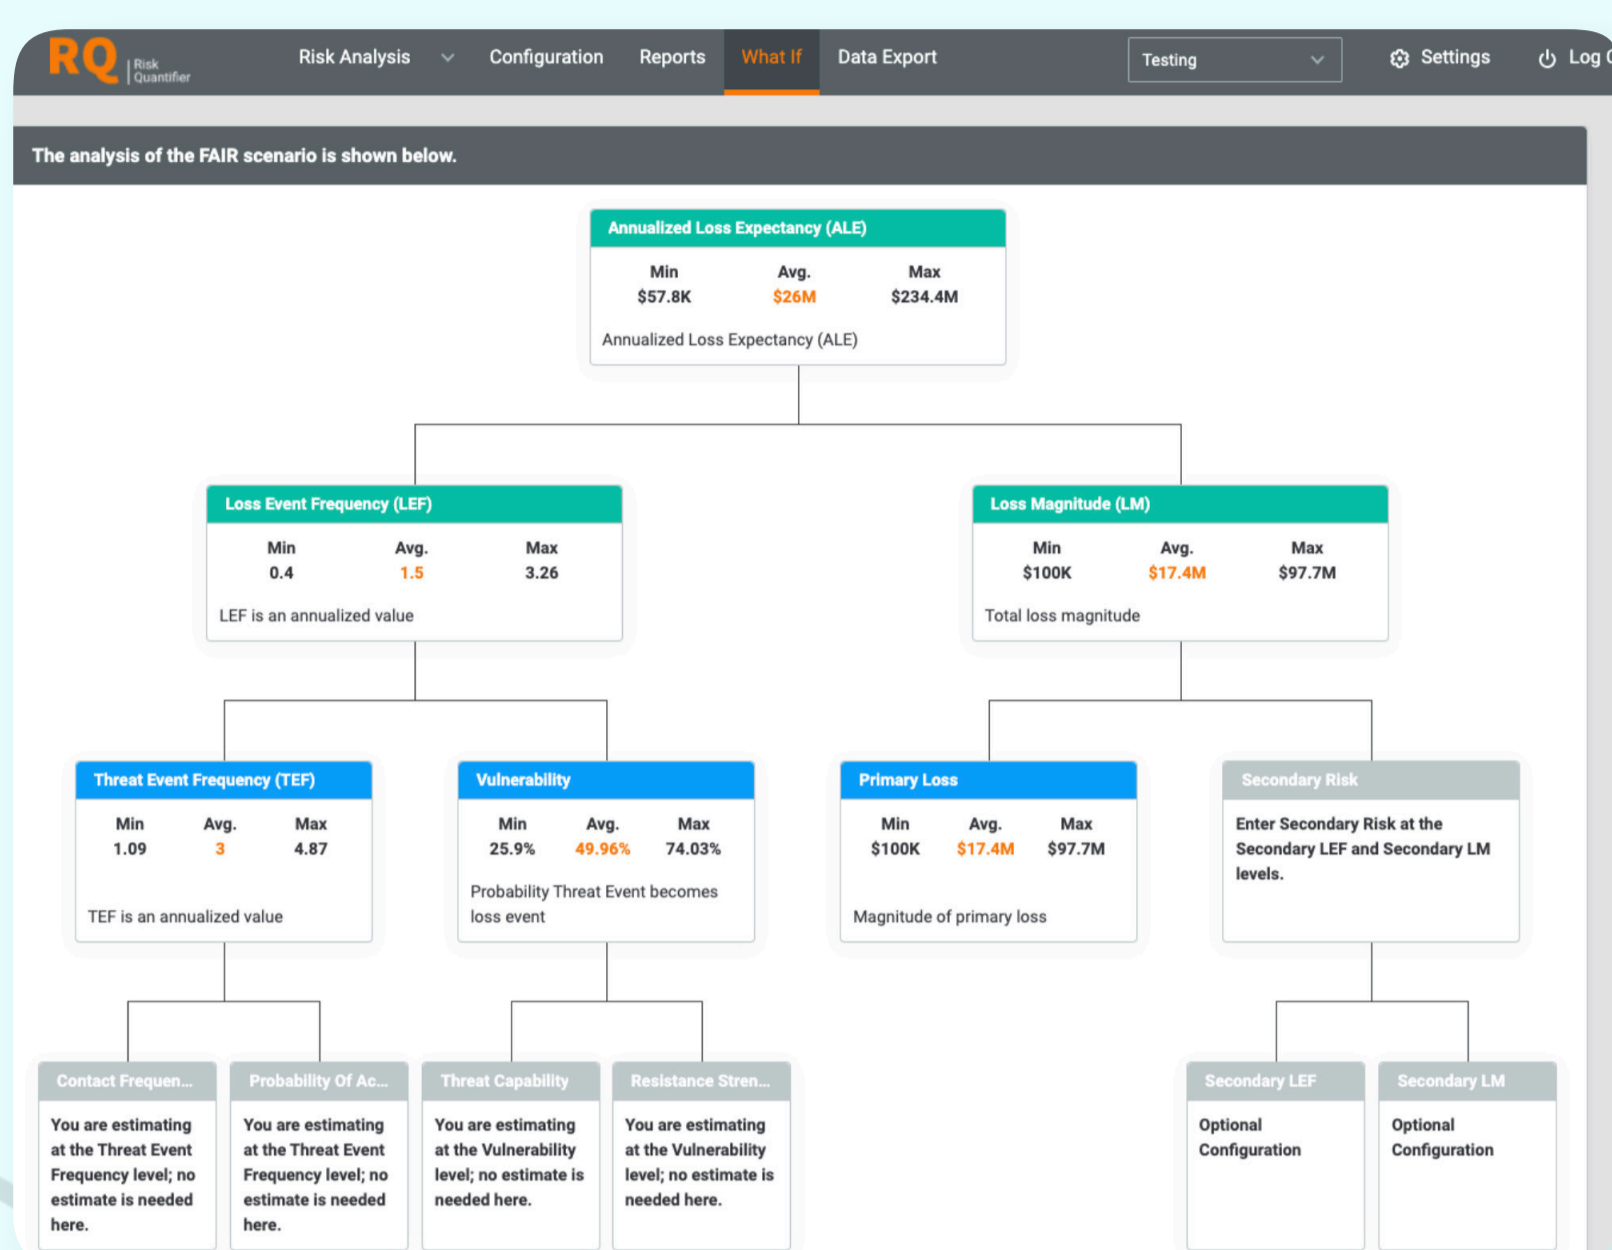 RQ | Risk Quantifier
Risk Analysis
Configuration
Reports
What If
Data Export
Testing
Settings
Log
The analysis of the FAIR scenario is shown below.
Annualized Loss Expectancy (ALE)
Min Avg. Max
$57.8K $26M $234.4M
Annualized Loss Expectancy (ALE)
Loss Event Frequency (LEF)
Min Avg. Max
0.4 1.5 3.26
LEF is an annualized value
Loss Magnitude (LM)
Min Avg. Max
$100K $17.4M $97.7M
Total loss magnitude
Threat Event Frequency (TEF)
Min Avg. Max
1.09 3 4.87
TEF is an annualized value
Vulnerability
Min Avg. Max
25.9% 49.96% 74.03%
Probability Threat Event becomes
loss event
Primary Loss
Min Avg. Max
$100K $17.4M $97.7M
Magnitude of primary loss
Secondary Risk
Enter Secondary Risk at the
Secondary LEF and Secondary LM
levels.
Contact Frequen...
You are estimating
at the Threat Event
Frequency level; no
estimate is needed
here.
Probability Of Ac...
You are estimating
at the Threat Event
Frequency level; no
estimate is needed
here.
Threat Capability
You are estimating
at the Vulnerability
level; no estimate is
needed here.
Resistance Stren...
You are estimating
at the Vulnerability
level; no estimate is
needed here.
Secondary LEF
Optional
Configuration
Secondary LM
Optional
Configuration